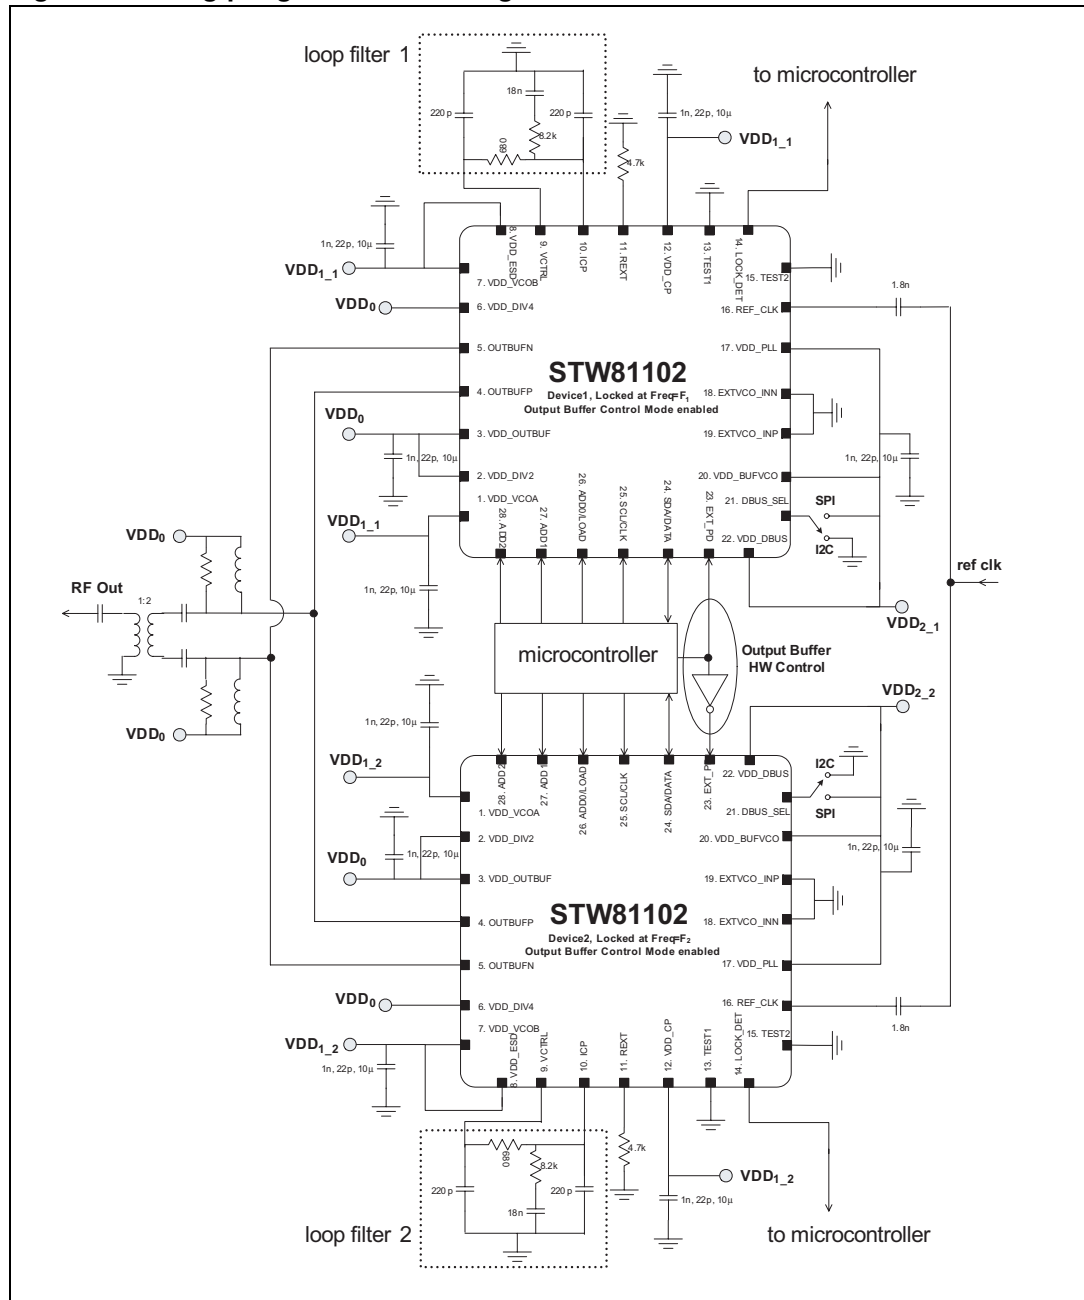 loop filter 1
18n
220p
220p
8.2k
680
4.7k
1n, 22p, 10µ
VDD1_1
to microcontroller
1n, 22p, 10µ
VDD1_1
8. VDD_ESD
9. VCTRL
10. ICP
11. REXT
12. VDD_CP
13. TEST1
14. LOCK_DET
15. TEST2
7. VDD_VCOB
1.8n
VDD0
6. VDD_DIV4
16. REF_CLK
5. OUTBUFN
17. VDD_PLL
STW81102
Device1, Locked at Freq=F1
Output Buffer Control Mode enabled
4. OUTBUFP
18. EXTVCO_INN
VDD0
3. VDD_OUTBUF
19. EXTVCO_INP
1n, 22p, 10µ
1n, 22p, 10µ
2. VDD_DIV2
20. VDD_BUFVCO
1. VDD_VCOA
21. DBUS_SEL
SPI
I2C
VDD1_1
28. ADD2
27. ADD1
26. ADD0/LOAD
25. SCL/CLK
24. SDA/DATA
23. EXT_PD
22. VDD_DBUS
VDD0
ref clk
RF Out
1:2
1n, 22p, 10µ
VDD2_1
microcontroller
Output Buffer
HW Control
VDD2_2
VDD0
1n, 22p, 10µ
VDD1_2
28. ADD2
27. ADD1
26. ADD0/LOAD
25. SCL/CLK
24. SDA/DATA
23. EXT_P
22. VDD_DBUS
I2C
SPI
1. VDD_VCOA
21. DBUS_SEL
2. VDD_DIV2
20. VDD_BUFVCO
1n, 22p, 10µ
1n, 22p, 10µ
VDD0
3. VDD_OUTBUF
19. EXTVCO_INP
STW81102
Device2, Locked at Freq=F2
Output Buffer Control Mode enabled
4. OUTBUFP
18. EXTVCO_INN
5. OUTBUFN
17. VDD_PLL
VDD0
6. VDD_DIV4
16. REF_CLK
1.8n
7. VDD_VCOB
15. TEST2
VDD1_2
1n, 22p, 10µ
8. VDD_ESD
9. VCTRL
10. ICP
11. REXT
12. VDD_CP
13. TEST1
14. LOCK_DET
680
8.2k
4.7k
220p
220p
18n
VDD1_2
1n, 22p, 10µ
loop filter 2
to microcontroller